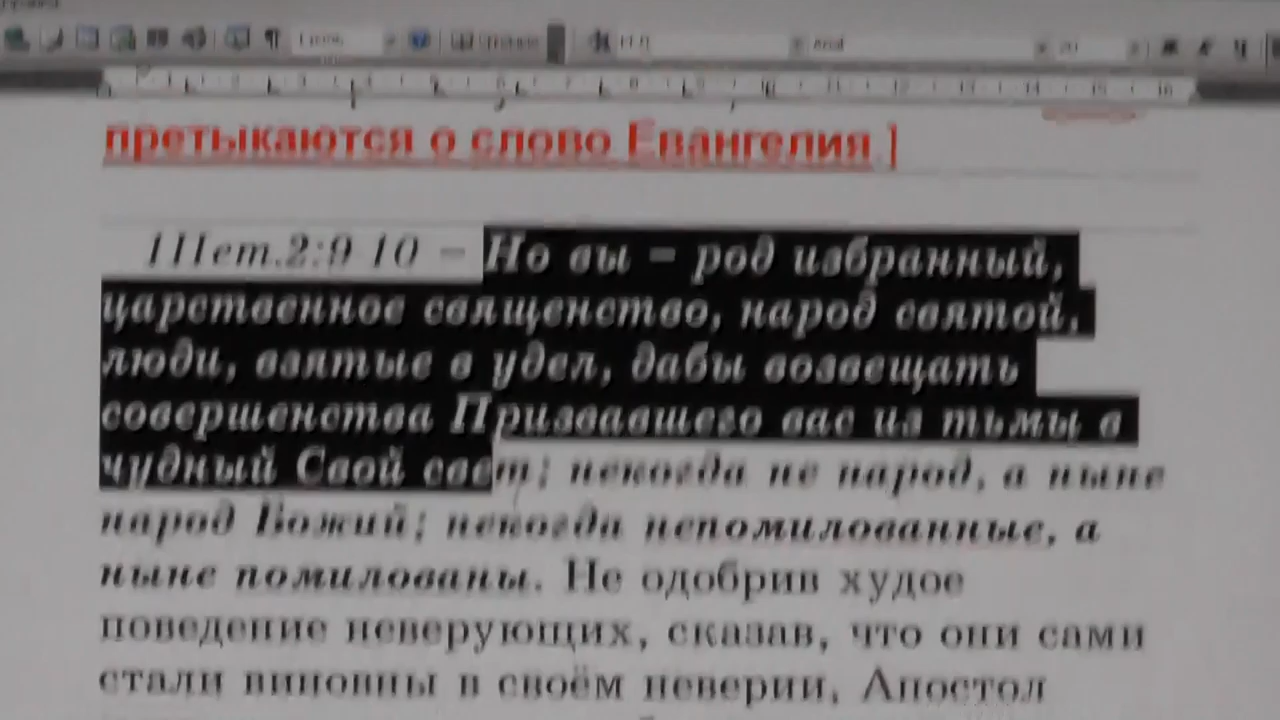 Чтение
претыкаются о слово Евангелия
1Пет.2:9 10 – Но вы – род избранный,
царственное священство, народ святой,
люди, взятые в удел, дабы возвещать
совершенства Призвавшего вас из тьмы в
чудный Свой свет; некогда не народ, а ныне
народ Божий; некогда непомилованные, а
ныне помилованы. Не одобрив худое
поведение неверующих, сказав, что они сами
стали виновны в своём неверии, Апостол